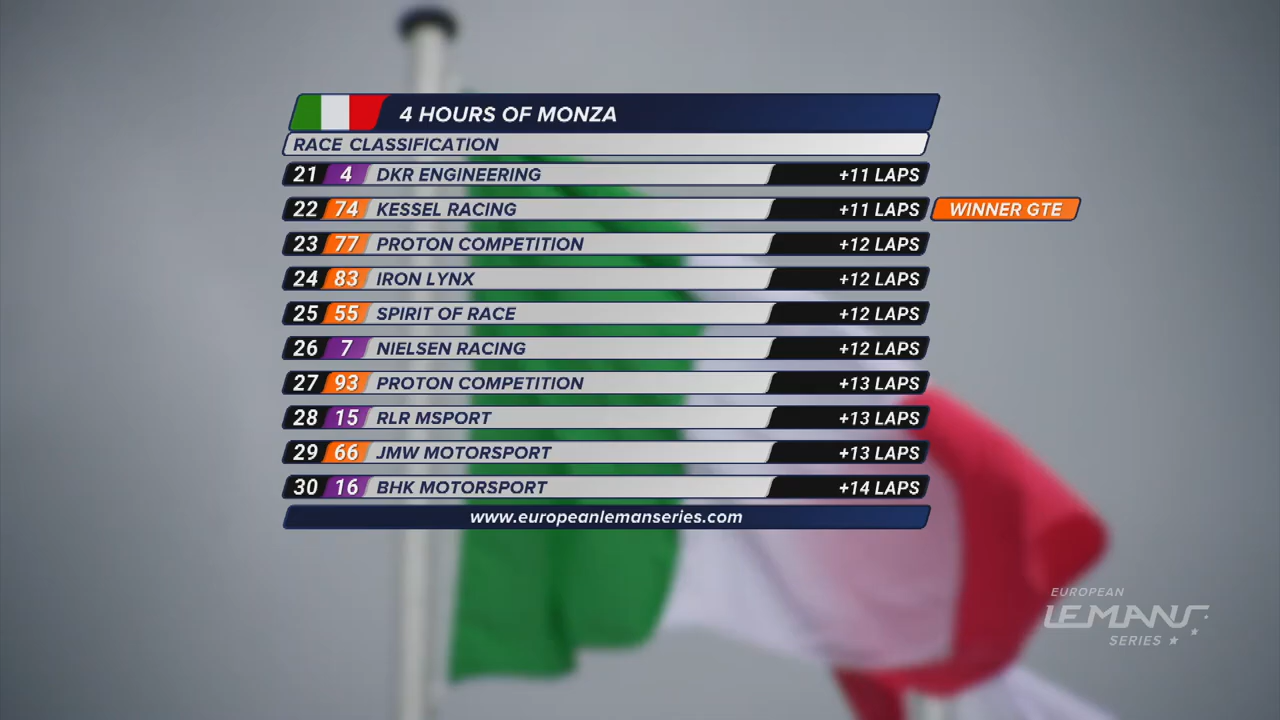 4 HOURS OF MONZA
RACE CLASSIFICATION
21 4 DKR ENGINEERING +11 LAPS
22 74 KESSEL RACING +11 LAPS WINNER GTE
23 77 PROTON COMPETITION +12 LAPS
24 83 IRON LYNX +12 LAPS
25 55 SPIRIT OF RACE +12 LAPS
26 7 NIELSEN RACING +12 LAPS
27 93 PROTON COMPETITION +13 LAPS
28 15 RLR MSPORT +13 LAPS
29 66 JMW MOTORSPORT +13 LAPS
30 16 BHK MOTORSPORT +14 LAPS
www.europeanlemanseries.com
EUROPEAN
LE MANS
SERIES